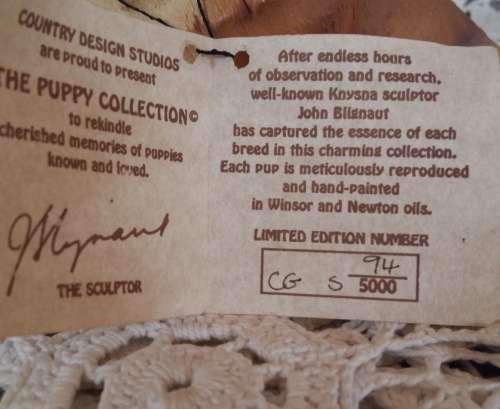 COUNTRY DESIGN STUDIOS
are proud to present
THE PUPPY COLLECTION©
to rekindle
cherished memories of puppies
known and loved.
J Blignaut
THE SCULPTOR
After endless hours
of observation and research,
well-known Knysna sculptor
John Blignaut
has captured the essence of each
breed in this charming collection.
Each pup is meticulously reproduced
and hand-painted
in Winsor and Newton oils.
LIMITED EDITION NUMBER
CG S 94
5000